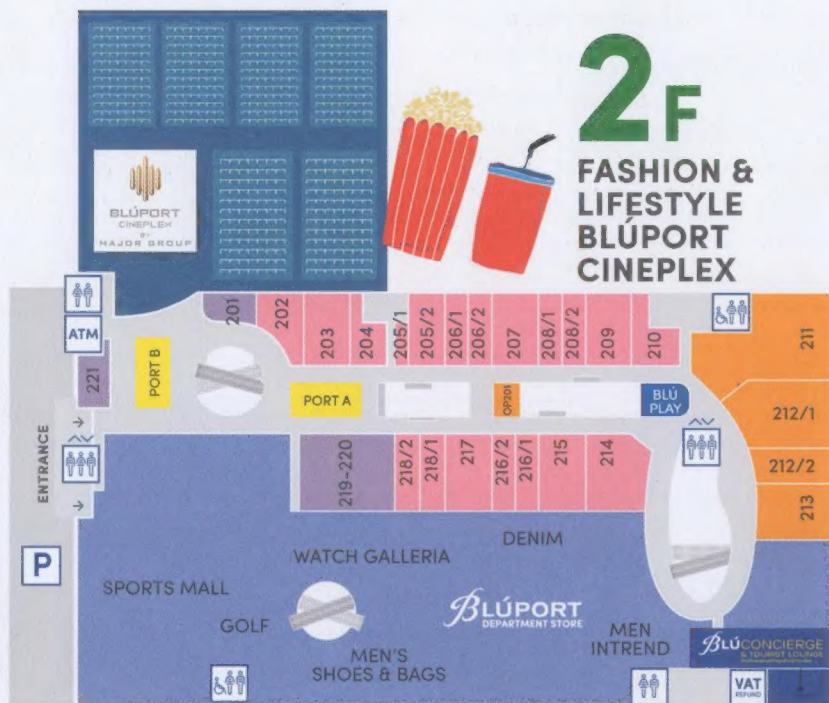 2F
FASHION &
LIFESTYLE
BLÚPORT
CINEPLEX
BLÚPORT
CINEPLEX
BY
MAJOR GROUP
ATM
201
202
203
204
205/1
205/2
206/1
206/2
207
208/1
208/2
209
210
211
221
PORT B
PORT A
OP201
BLÚ
PLAY
212/1
ENTRANCE
219-220
218/2
218/1
217
216/2
216/1
215
214
212/2
213
P
DENIM
WATCH GALLERIA
SPORTS MALL
BLÚPORT
DEPARTMENT STORE
GOLF
MEN
INTREND
MEN'S
SHOES & BAGS
BLÚCONCIERGE
& TOURIST LOUNGE
VAT
REFUND